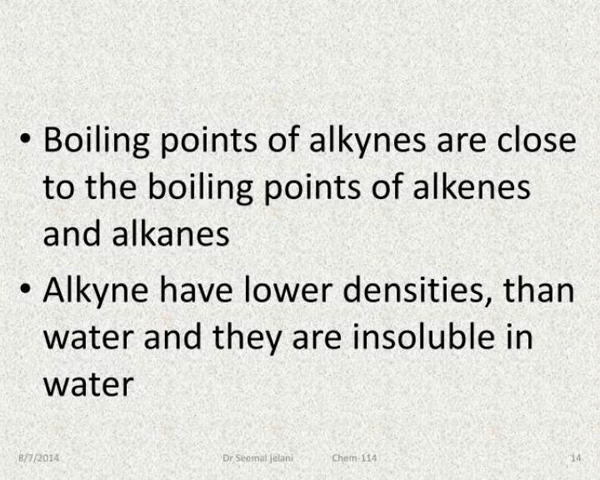 • Boiling points of alkynes are close
to the boiling points of alkenes
and alkanes
• Alkyne have lower densities, than
water and they are insoluble in
water
8/7/2014 Dr Seemal jelani Chem-114 14